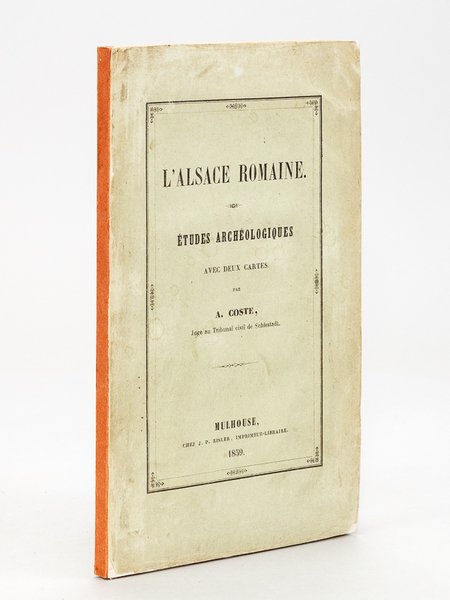 L'ALSACE ROMAINE.
ÉTUDES ARCHÉOLOGIQUES
AVEC DEUX CARTES.
PAR
A. COSTE,
Juge au Tribunal civil de Schlestadt.
MULHOUSE,
CHEZ J. P. RISLER, IMPRIMEUR-LIBRAIRE.
1859.